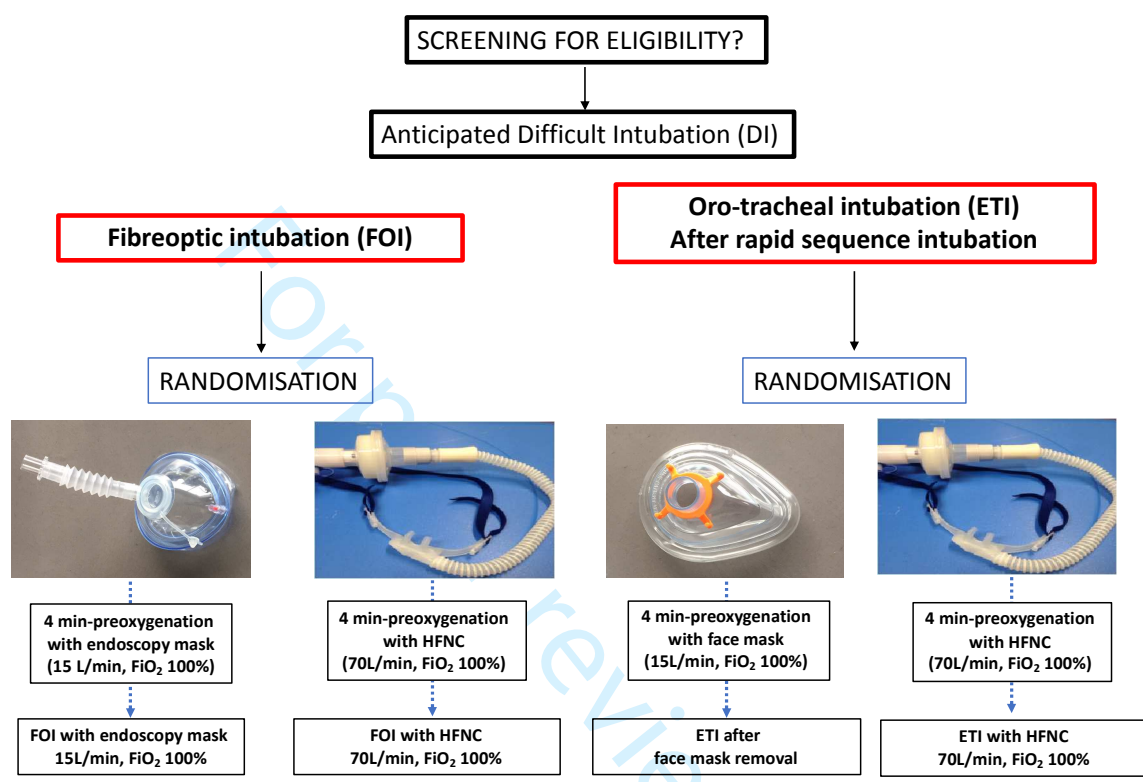 SCREENING FOR ELIGIBILITY?
Anticipated Difficult Intubation (DI)
Fibreoptic intubation (FOI)
Oro-tracheal intubation (ETI)
After rapid sequence intubation
RANDOMISATION
RANDOMISATION
4 min-preoxygenation
with endoscopy mask
(15 L/min, FiO₂ 100%)
4 min-preoxygenation
with HFNC
(70L/min, FiO₂ 100%)
4 min-preoxygenation
with face mask
(15L/min, FiO₂ 100%)
4 min-preoxygenation
with HFNC
(70L/min, FiO₂ 100%)
FOI with endoscopy mask
15L/min, FiO₂ 100%
FOI with HFNC
70L/min, FiO₂ 100%
ETI after
face mask removal
ETI with HFNC
70L/min, FiO₂ 100%